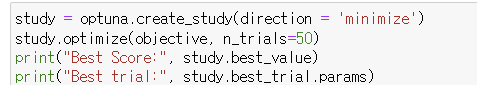 study = optuna.create_study(direction = 'minimize')
study.optimize(objective, n_trials=50)
print("Best Score:", study.best_value)
print("Best trial:", study.best_trial.params)